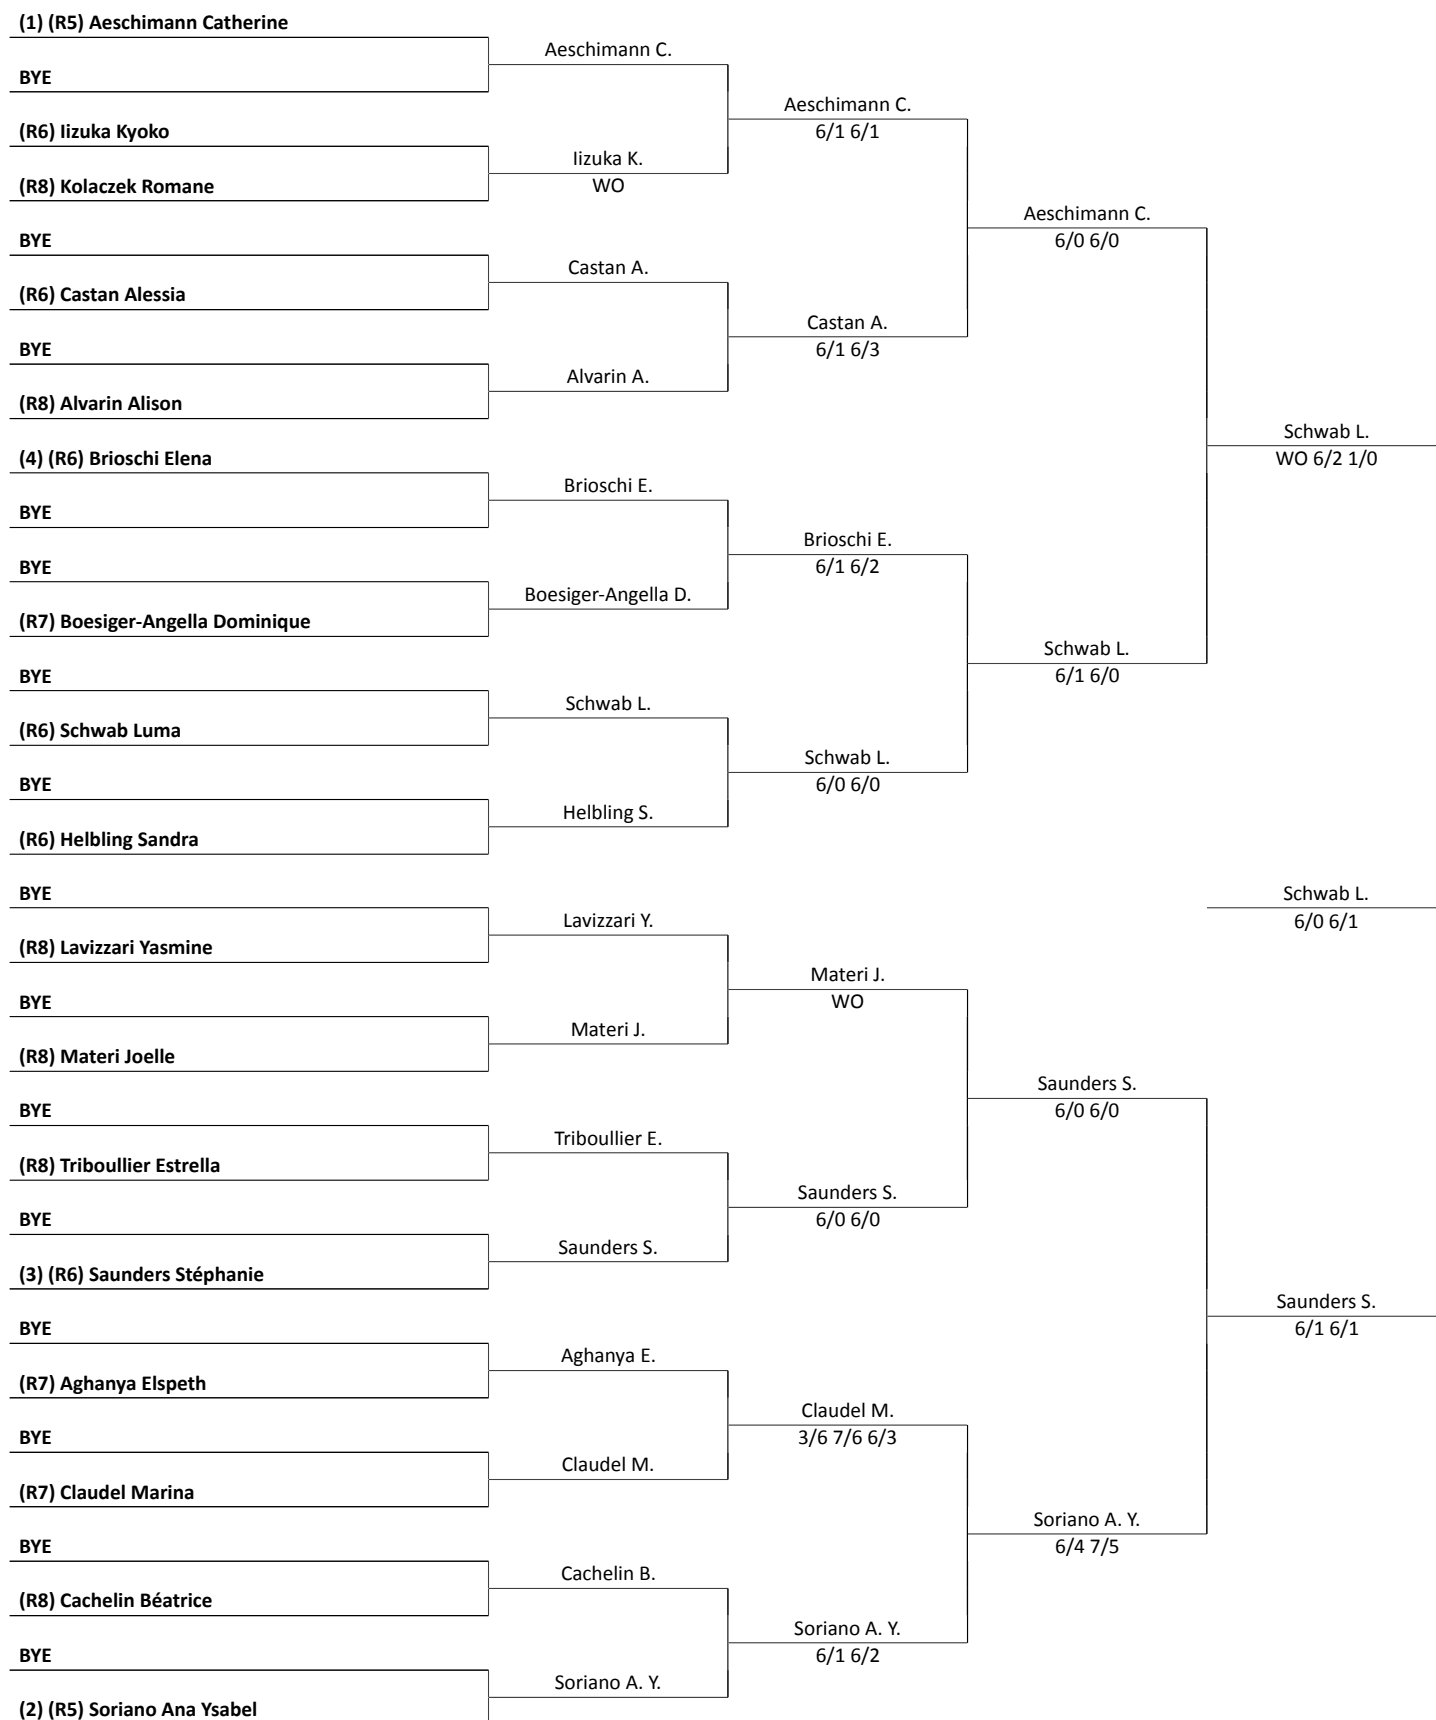 (1) (R5) Aeschimann Catherine
Aeschimann C.
BYE
Aeschimann C.
6/1 6/1
(R6) Iizuka Kyoko
Iizuka K.
WO
(R8) Kolaczek Romane
Aeschimann C.
6/0 6/0
BYE
Castan A.
(R6) Castan Alessia
Castan A.
6/1 6/3
BYE
Alvarin A.
(R8) Alvarin Alison
Schwab L.
WO 6/2 1/0
(4) (R6) Brioschi Elena
Brioschi E.
BYE
Brioschi E.
6/1 6/2
BYE
Boesiger-Angella D.
(R7) Boesiger-Angella Dominique
Schwab L.
6/1 6/0
BYE
Schwab L.
(R6) Schwab Luma
Schwab L.
6/0 6/0
BYE
Helbling S.
(R6) Helbling Sandra
BYE
Schwab L.
6/0 6/1
Lavizzari Y.
(R8) Lavizzari Yasmine
Materi J.
WO
BYE
Materi J.
(R8) Materi Joelle
Saunders S.
6/0 6/0
BYE
Triboullier E.
(R8) Triboullier Estrella
Saunders S.
6/0 6/0
BYE
Saunders S.
(3) (R6) Saunders Stéphanie
Saunders S.
6/1 6/1
BYE
Aghanya E.
(R7) Aghanya Elspeth
Claudel M.
3/6 7/6 6/3
BYE
Claudel M.
(R7) Claudel Marina
Soriano A. Y.
6/4 7/5
BYE
Cachelin B.
(R8) Cachelin Béatrice
Soriano A. Y.
6/1 6/2
BYE
Soriano A. Y.
(2) (R5) Soriano Ana Ysabel